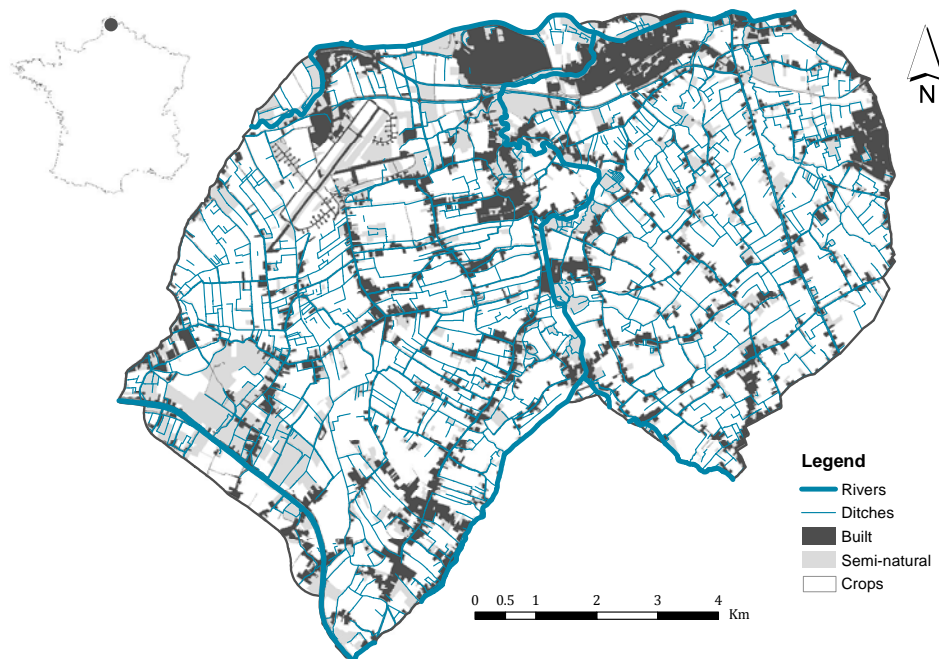 N
Legend
Rivers
Ditches
Built
Semi-natural
Crops
0 0.5 1 2 3 4
Km